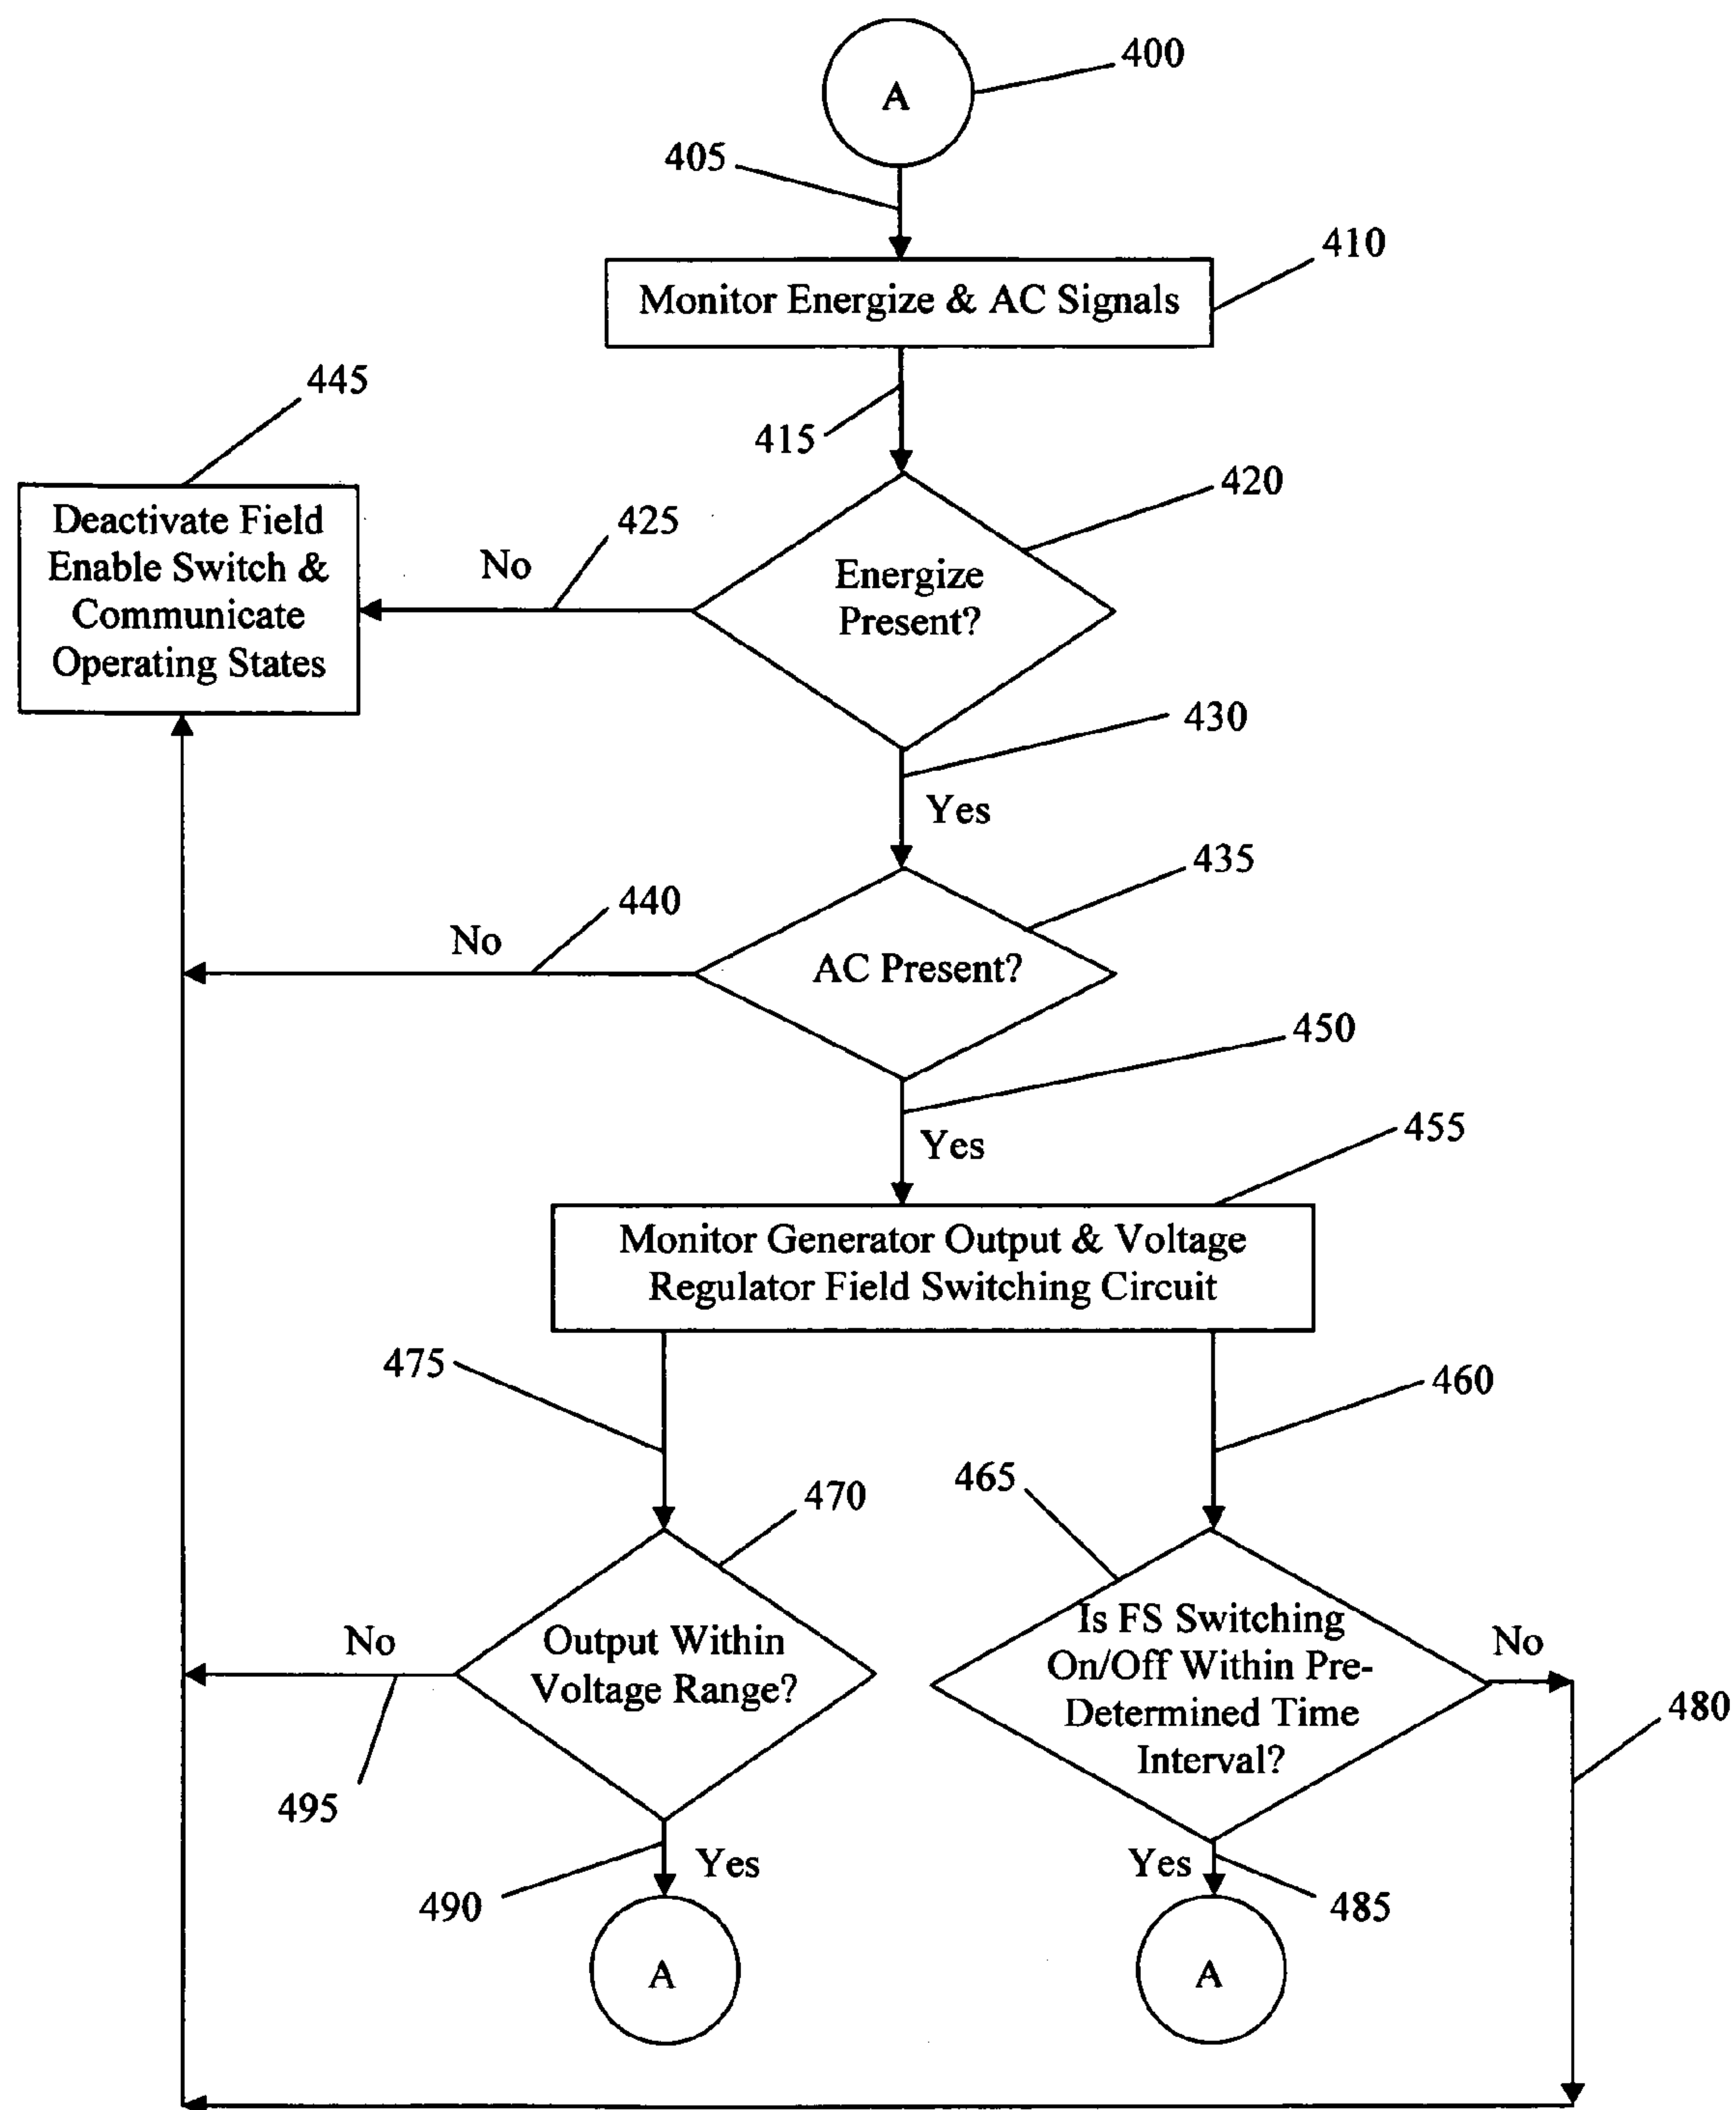 A
400
405
410
Monitor Energize & AC Signals
445
415
420
Deactivate Field
Enable Switch &
Communicate
Operating States
425
No
Energize
Present?
430
Yes
435
440
No
AC Present?
450
Yes
455
Monitor Generator Output & Voltage
Regulator Field Switching Circuit
475
460
465
470
Is FS Switching
On/Off Within Pre-
Determined Time
Interval?
No
Output Within
Voltage Range?
No
480
495
Yes
490
Yes
485
A
A